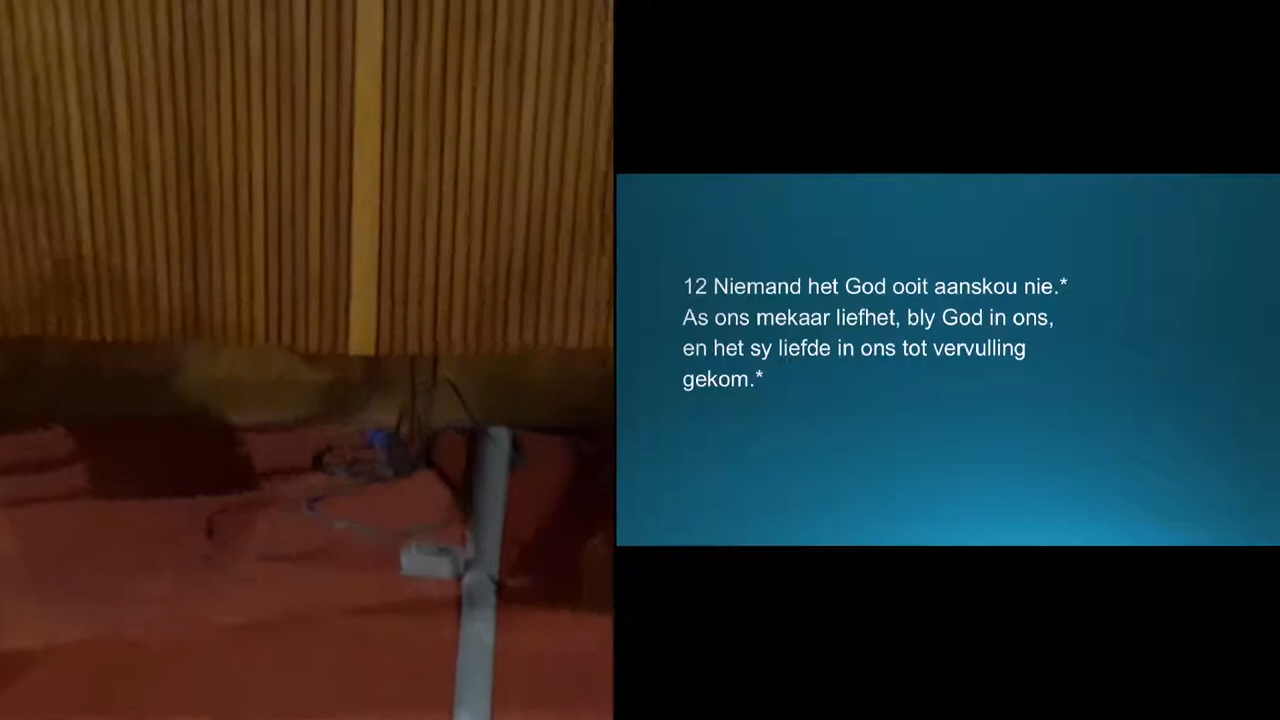 12 Niemand het God ooit aanskou nie.*
As ons mekaar liefhet, bly God in ons,
en het sy liefde in ons tot vervulling
gekom.*